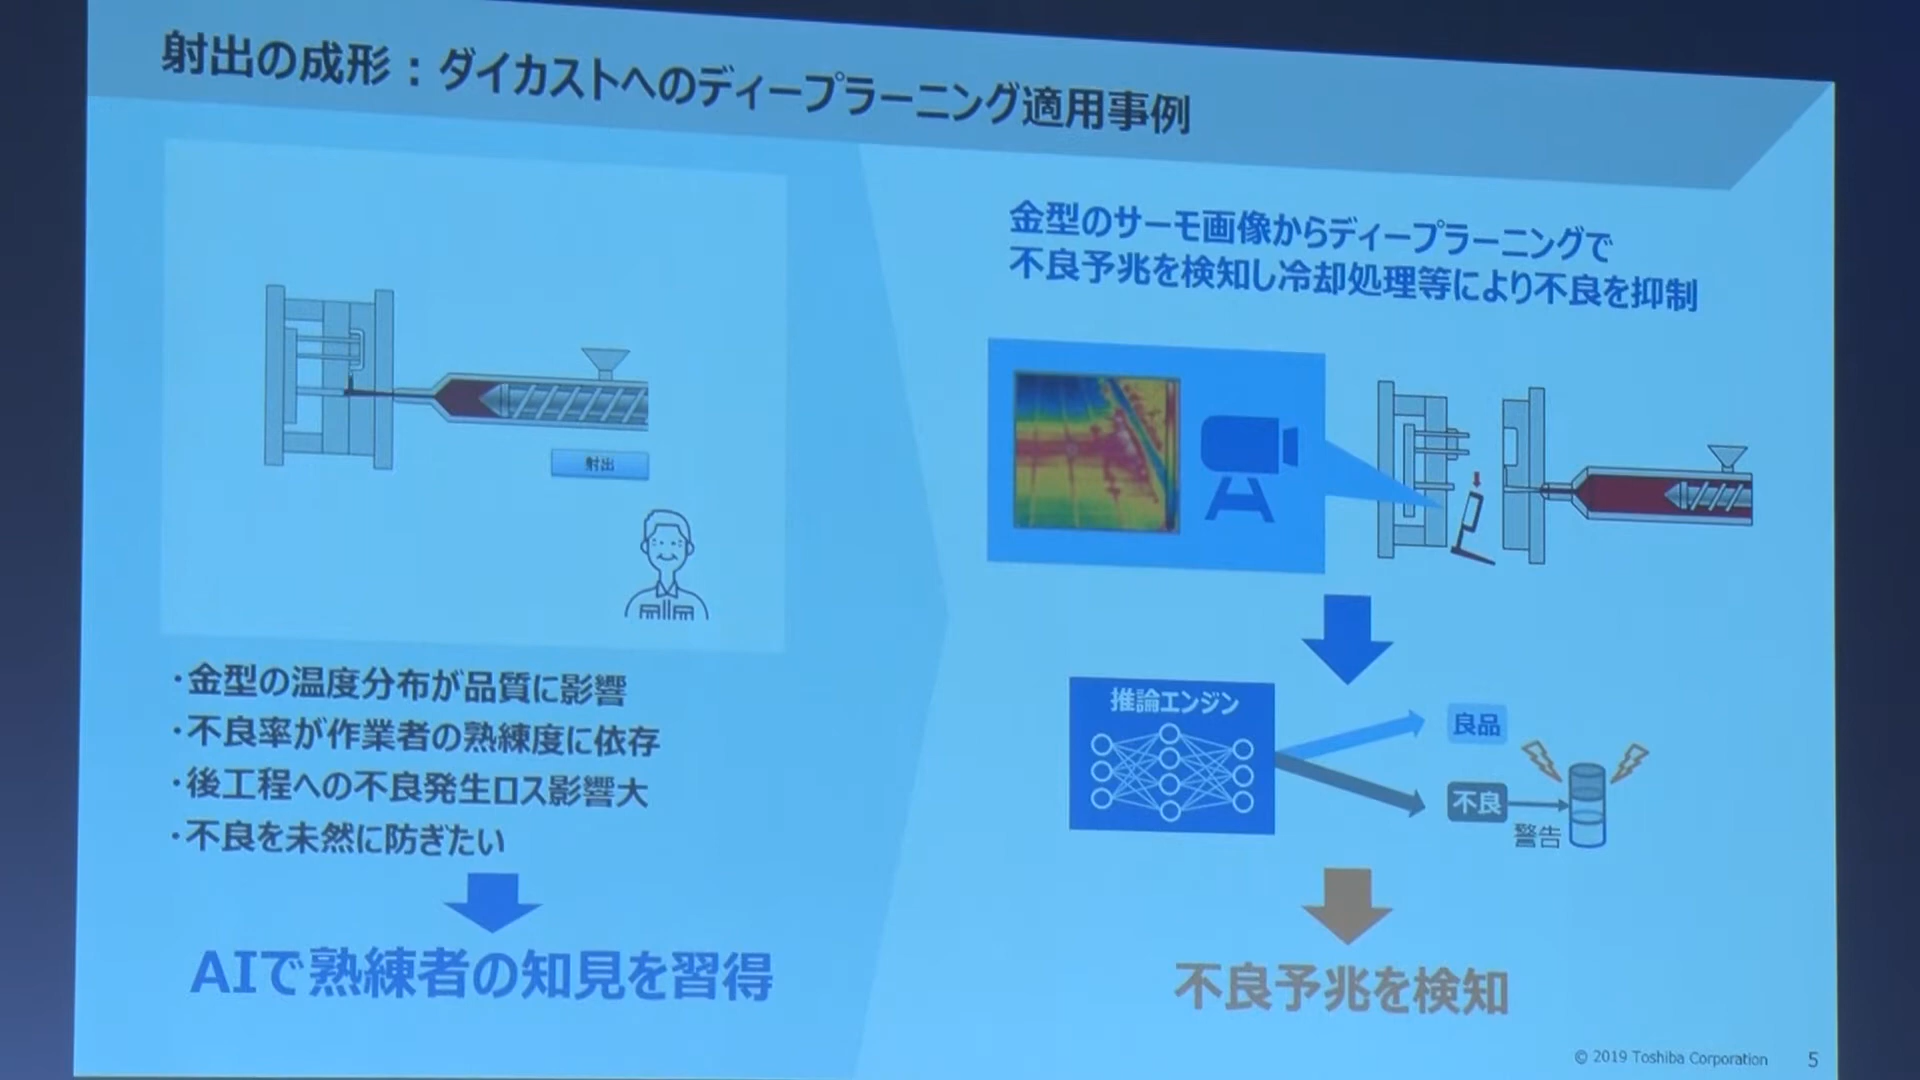 射出の成形：ダイカストへのディープラーニング適用事例
射出
・金型の温度分布が品質に影響
・不良率が作業者の熟練度に依存
・後工程への不良発生ロス影響大
・不良を未然に防ぎたい
AIで熟練者の知見を習得
金型のサーモ画像からディープラーニングで
不良予兆を検知し冷却処理等により不良を抑制
推論エンジン
良品
不良
警告
不良予兆を検知
© 2019 Toshiba Corporation
5